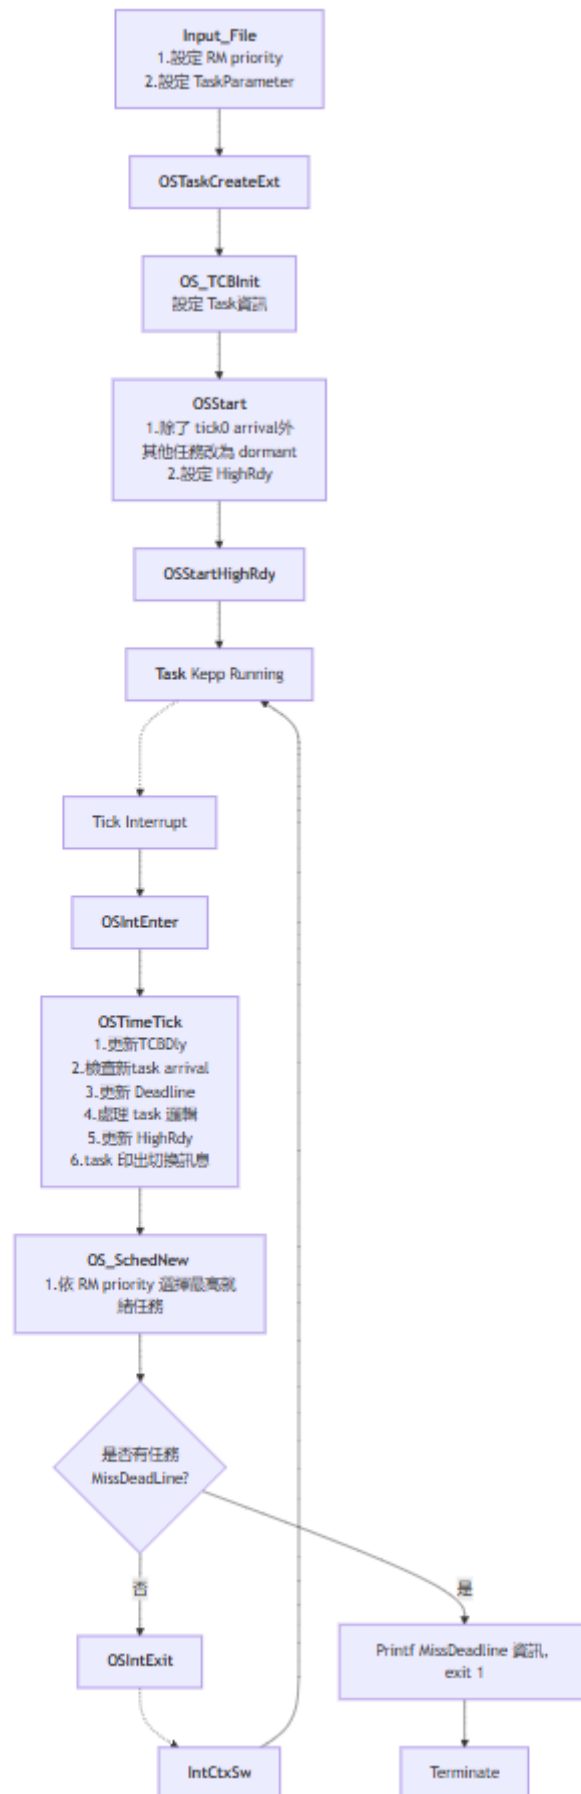 Input_File
1.設定 RM priority
2.設定 TaskParameter
OSTaskCreateExt
OS_TCBInit
設定 Task資訊
OSStart
1.除了 tick0 arrival外
其他任務改為 dormant
2.設定 HighRdy
OSStartHighRdy
Task Kepp Running
Tick Interrupt
OSIntEnter
OSTimeTick
1.更新TCBDly
2.檢查新task arrival
3.更新 Deadline
4.處理 task 邏輯
5.更新 HighRdy
6.task 印出切換訊息
OS_SchedNew
1.依 RM priority 選擇最高就
緒任務
是否有任務
MissDeadLine?
否
是
OSIntExit
Printf MissDeadline 資訊,
exit 1
IntCtxSw
Terminate